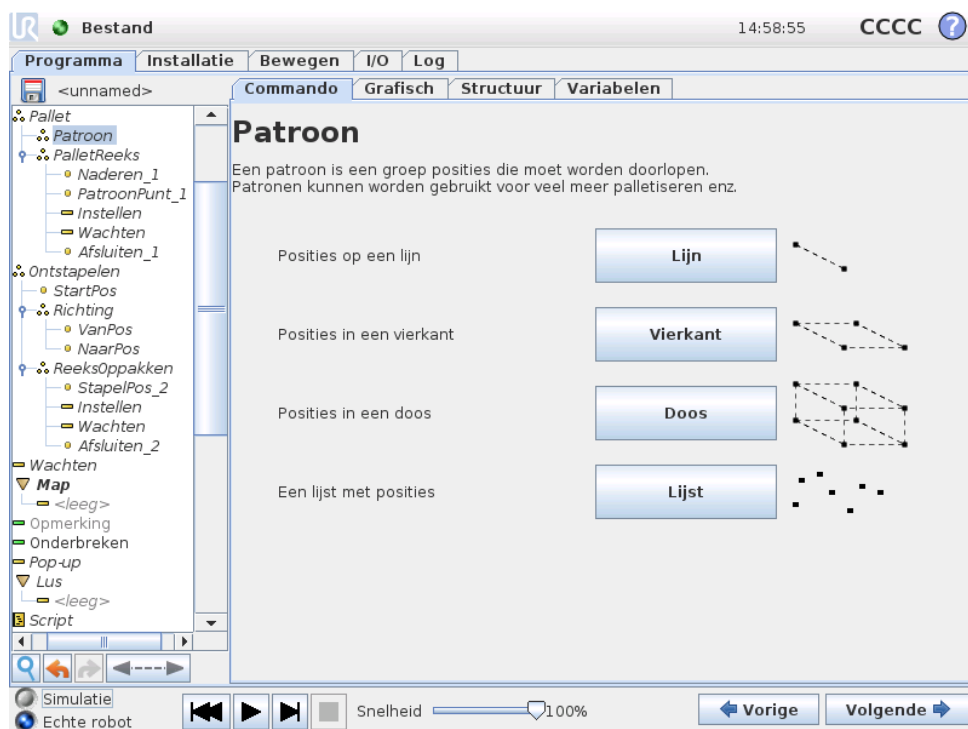 UR Bestand 14:58:55 CCCC ?
Programma Installatie Bewegen I/O Log
<unnamed>
Commando Grafisch Structuur Variabelen
Pallet
Patroon
PalletReeks
Naderen_1
PatroonPunt_1
Instellen
Wachten
Afsluiten_1
Ontstapelen
StartPos
Richting
VanPos
NaarPos
ReeksOppakken
StapelPos_2
Instellen
Wachten
Afsluiten_2
Wachten
Map
<leeg>
Opmerking
Onderbreken
Pop-up
Lus
<leeg>
Script
Patroon
Een patroon is een groep posities die moet worden doorlopen.
Patronen kunnen worden gebruikt voor veel meer palletiseren enz.
Posities op een lijn Lijn
Posities in een vierkant Vierkant
Posities in een doos Doos
Een lijst met posities Lijst
Simulatie
Echte robot
Snelheid 100%
Vorige Volgende